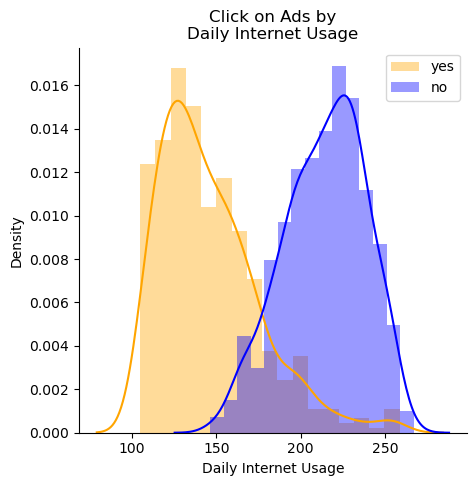 Click on Ads by
Daily Internet Usage
yes
no
0.016
0.014
0.012
0.010
0.008
0.006
0.004
0.002
0.000
Density
100
150
200
250
Daily Internet Usage